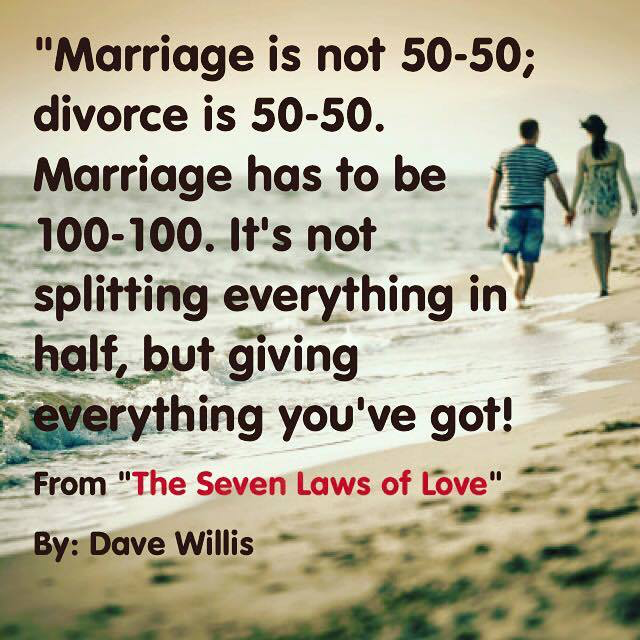 "Marriage is not 50-50;
divorce is 50-50.
Marriage has to be
100-100. It's not
splitting everything in
half, but giving
everything you've got!
From "The Seven Laws of Love"
By: Dave Willis